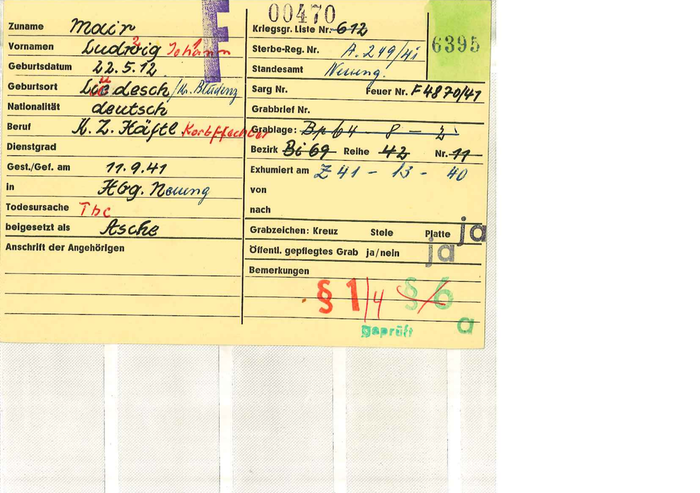 00470
F
6395
Zuname Mair
Vornamen Ludwig Johann
Geburtsdatum 22.5.12
Geburtsort Lüdesch /Kr. Bludenz
Nationalität deutsch
Beruf K.Z. Häftl Korbflechter
Dienstgrad
Gest./Gef. am 11.9.41
in Hbg. Neueng
Todesursache Tbc
beigesetzt als Asche
Anschrift der Angehörigen
Kriegsgr. Liste Nr. 612
Sterbe-Reg. Nr. A.249/41
Standesamt Neueng.
Sarg Nr. Feuer Nr. F4870/41
Grabbrief Nr.
Grablage: Bp 64 - 8 - 2
Bezirk Bi 69 Reihe 42 Nr. 11
Exhumiert am Z 41 - 13 - 40
von
nach
Grabzeichen: Kreuz Stele Platte ja
Öffentl. gepflegtes Grab ja/nein ja
Bemerkungen
§ 1/4 § 6
geprüft a